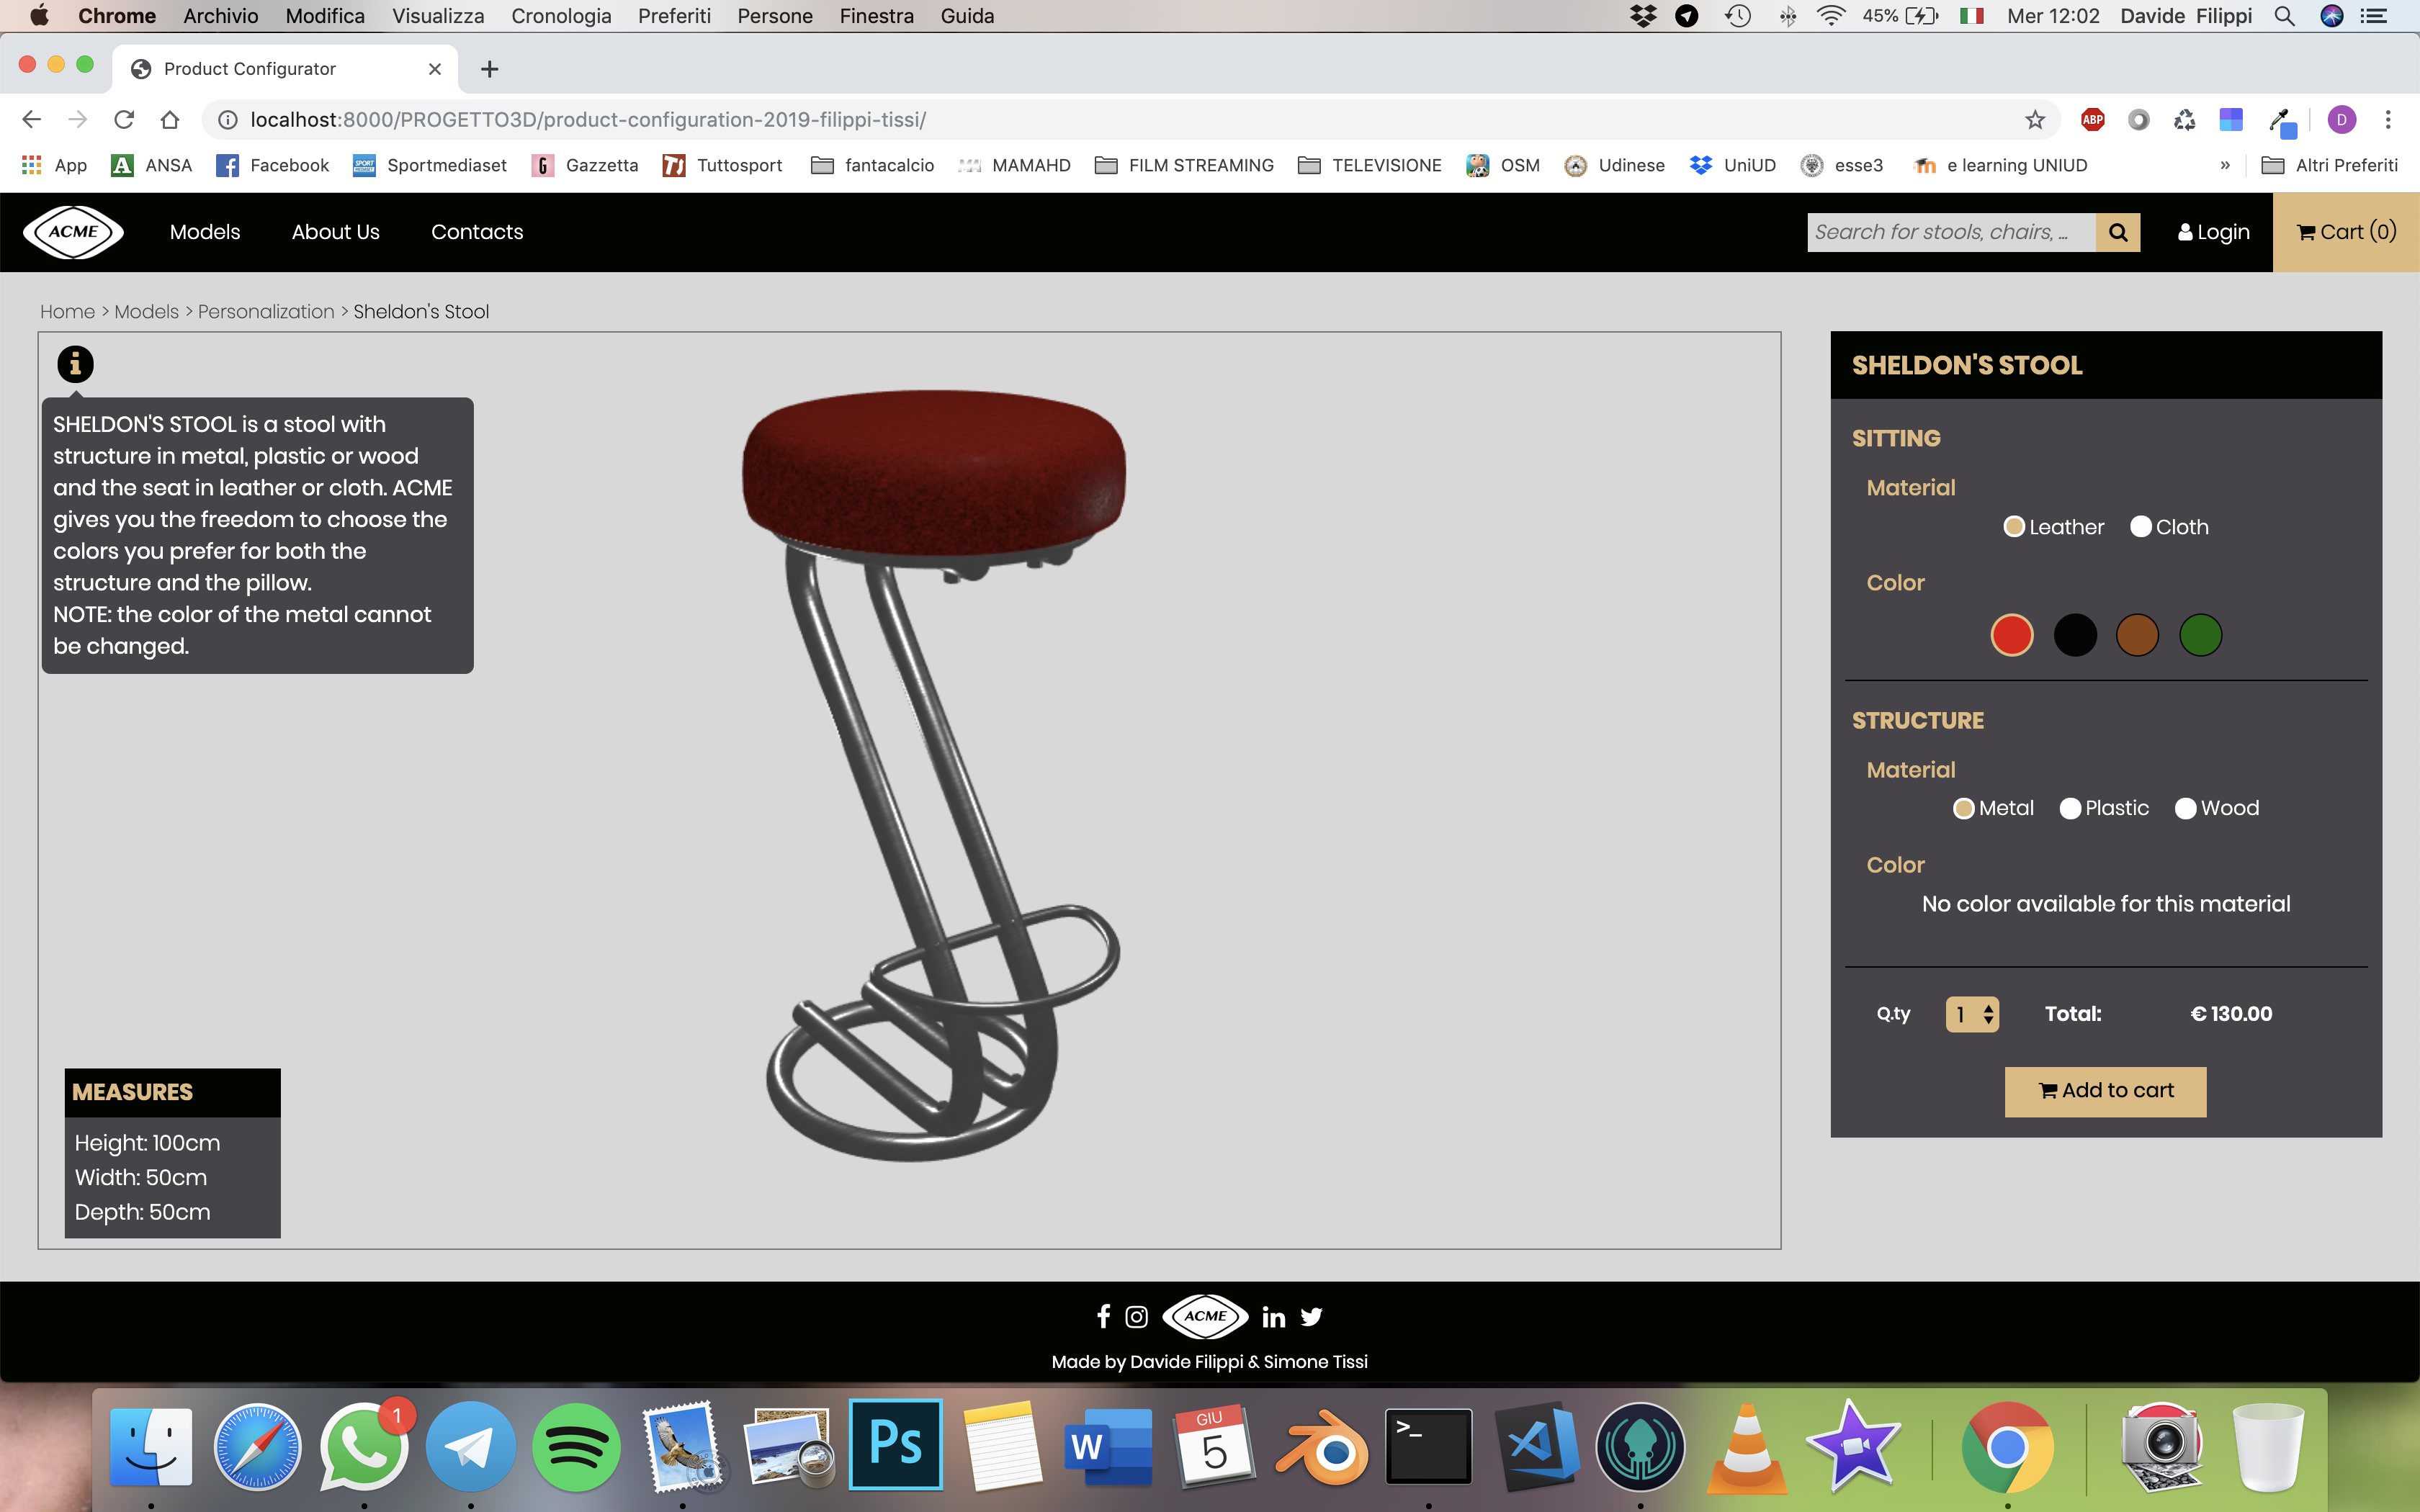 Chrome Archivio Modifica Visualizza Cronologia Preferiti Persone Finestra Guida 45% Mer 12:02 Davide Filippi
Product Configurator
localhost:8000/PROGETTO3D/product-configuration-2019-filippi-tissi/ ABP D
App A ANSA Facebook Sportmediaset G Gazzetta TS Tuttosport fantacalcio MAMAHD FILM STREAMING TELEVISIONE OSM Udinese UniUD esse3 m e learning UNIUD » Altri Preferiti
ACME Models About Us Contacts Search for stools, chairs, ... Login Cart (0)
Home > Models > Personalization > Sheldon's Stool
SHELDON'S STOOL is a stool with
structure in metal, plastic or wood
and the seat in leather or cloth. ACME
gives you the freedom to choose the
colors you prefer for both the
structure and the pillow.
NOTE: the color of the metal cannot
be changed.
MEASURES
Height: 100cm
Width: 50cm
Depth: 50cm
SHELDON'S STOOL
SITTING
Material
Leather Cloth
Color
STRUCTURE
Material
Metal Plastic Wood
Color
No color available for this material
Q.ty 1 Total: € 130.00
Add to cart
ACME
Made by Davide Filippi & Simone Tissi
1 Ps W GIU 5 >_